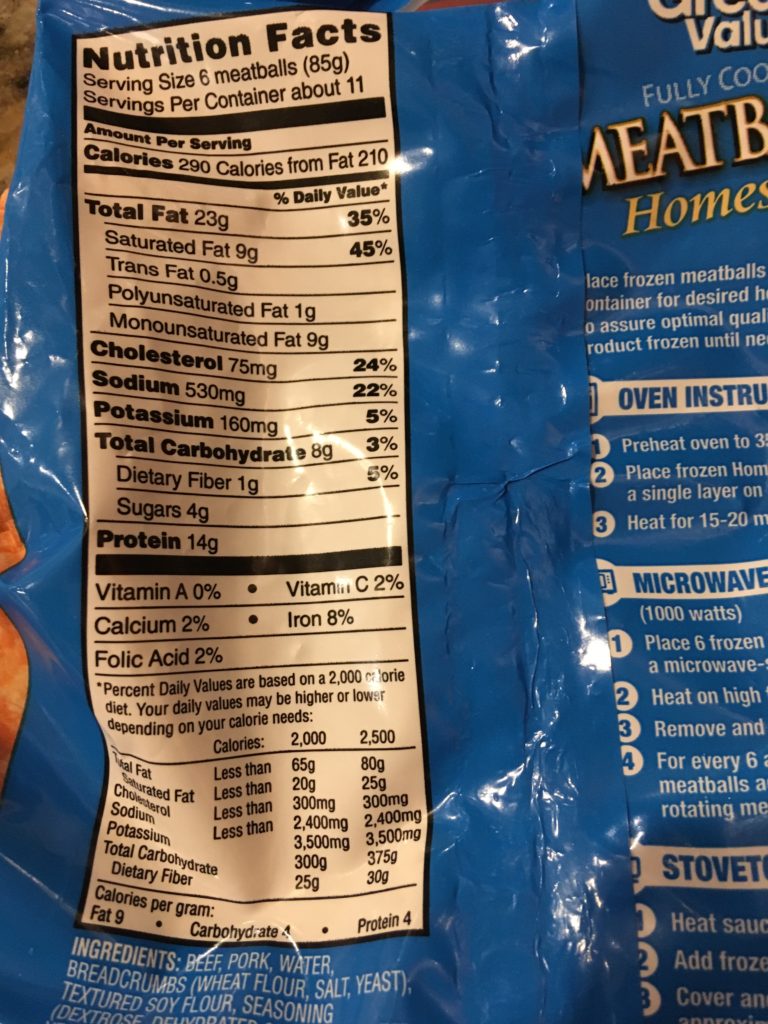 Nutrition Facts
Serving Size 6 meatballs (85g)
Servings Per Container about 11
Amount Per Serving
Calories 290 Calories from Fat 210
% Daily Value*
Total Fat 23g 35%
Saturated Fat 9g 45%
Trans Fat 0.5g
Polyunsaturated Fat 1g
Monounsaturated Fat 9g
Cholesterol 75mg 24%
Sodium 530mg 22%
Potassium 160mg 5%
Total Carbohydrate 8g 3%
Dietary Fiber 1g 5%
Sugars 4g
Protein 14g
Vitamin A 0% • Vitamin C 2%
Calcium 2% • Iron 8%
Folic Acid 2%
*Percent Daily Values are based on a 2,000 calorie
diet. Your daily values may be higher or lower
depending on your calorie needs:
Calories: 2,000 2,500
Total Fat Less than 65g 80g
Saturated Fat Less than 20g 25g
Cholesterol Less than 300mg 300mg
Sodium Less than 2,400mg 2,400mg
Potassium 3,500mg 3,500mg
Total Carbohydrate 300g 375g
Dietary Fiber 25g 30g
Calories per gram:
Fat 9 • Carbohydrate 4 • Protein 4
INGREDIENTS: BEEF, PORK, WATER,
BREADCRUMBS (WHEAT FLOUR, SALT, YEAST),
TEXTURED SOY FLOUR, SEASONING
(DEXTROSE, DEHYDRATED
Valu
FULLY COO
MEATB
Homes
lace frozen meatballs
ontainer for desired h
o assure optimal quali
roduct frozen until ne
OVEN INSTRU
1 Preheat oven to 3
2 Place frozen Hom
a single layer on
3 Heat for 15-20 m
MICROWAVE
(1000 watts)
1 Place 6 frozen
a microwave-
2 Heat on high
3 Remove and
4 For every 6 a
meatballs a
rotating me
STOVETO
1 Heat sauc
2 Add froze
3 Cover and